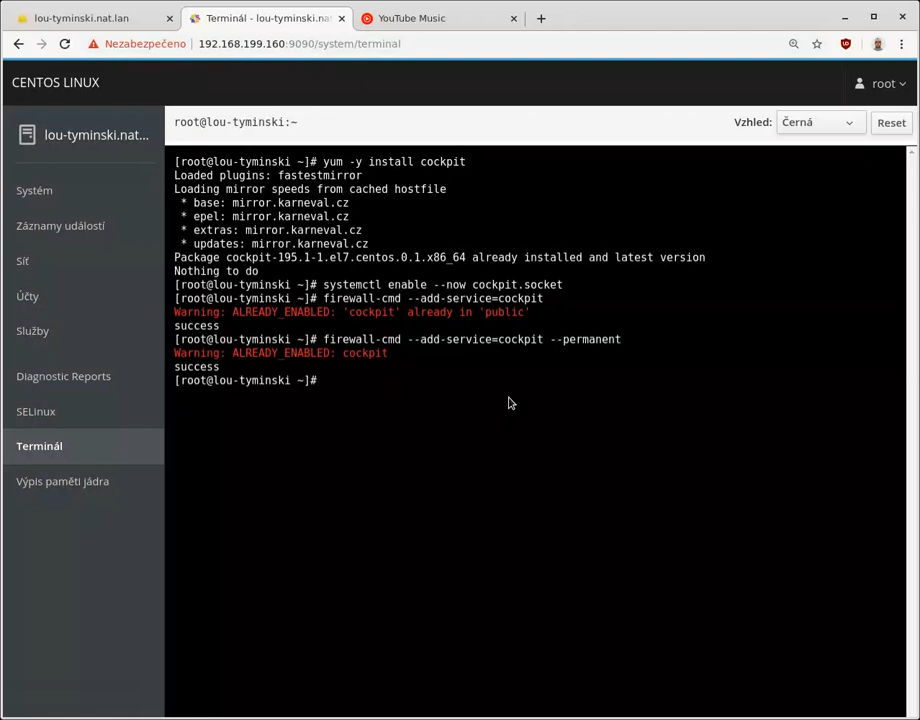 lou-tyminski.nat.lan
Terminál - lou-tyminski.nat
YouTube Music
Nezabezpečeno 192.168.199.160:9090/system/terminal
CENTOS LINUX
root
lou-tyminski.nat...
root@lou-tyminski:~
Vzhled: Černá Reset
Systém
Záznamy událostí
Síť
Účty
Služby
Diagnostic Reports
SELinux
Terminál
Výpis paměti jádra
[root@lou-tyminski ~]# yum -y install cockpit
Loaded plugins: fastestmirror
Loading mirror speeds from cached hostfile
* base: mirror.karneval.cz
* epel: mirror.karneval.cz
* extras: mirror.karneval.cz
* updates: mirror.karneval.cz
Package cockpit-195.1-1.el7.centos.0.1.x86_64 already installed and latest version
Nothing to do
[root@lou-tyminski ~]# systemctl enable --now cockpit.socket
[root@lou-tyminski ~]# firewall-cmd --add-service=cockpit
Warning: ALREADY_ENABLED: 'cockpit' already in 'public'
success
[root@lou-tyminski ~]# firewall-cmd --add-service=cockpit --permanent
Warning: ALREADY_ENABLED: cockpit
success
[root@lou-tyminski ~]#